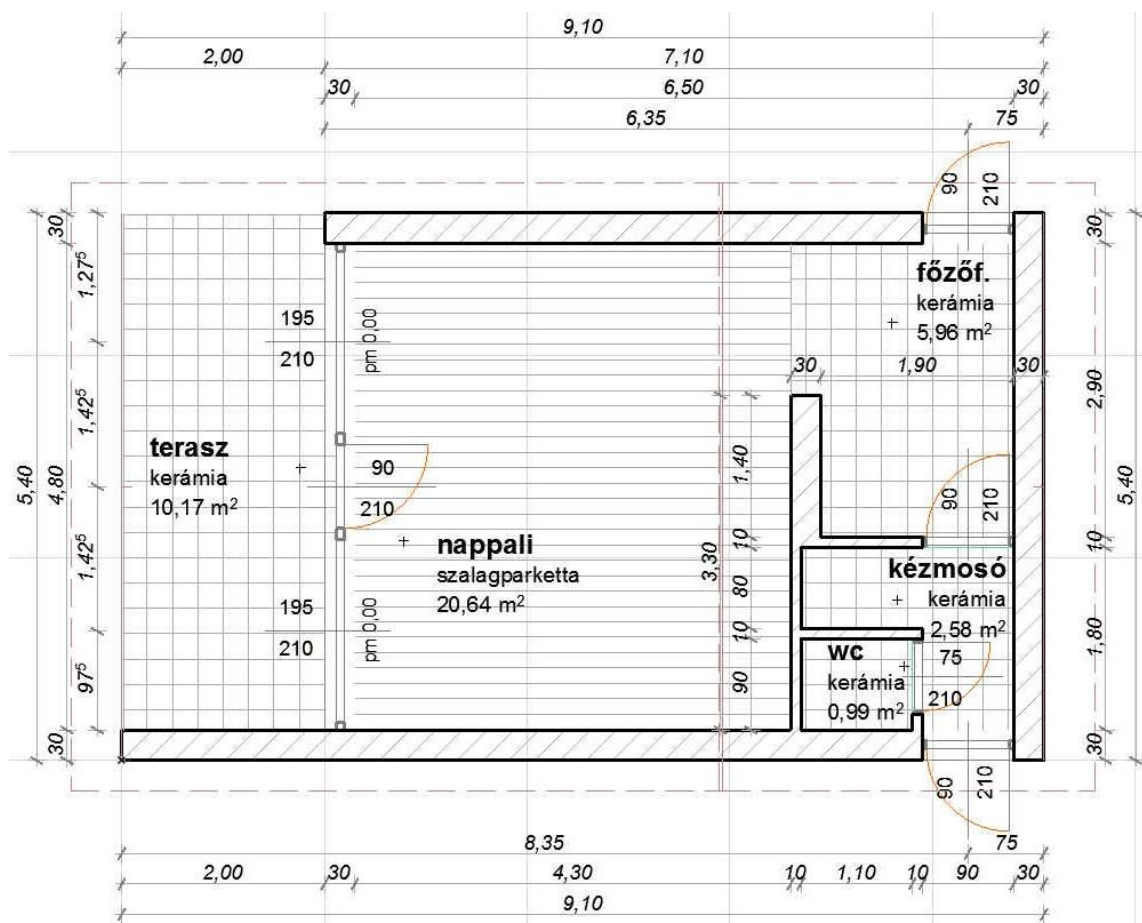 9,10
2,00 7,10
30 6,50 30
6,35 75
90 210
30 30
1,27⁵ főzőf.
kerámia
195 5,96 m²
210 pm 0,00
30 1,90 30
2,90
1,42⁵
terasz
kerámia
10,17 m²
90
210
1,40
90 210
5,40 4,80 5,40
nappali
szalagparketta
20,64 m²
10 10
3,30
kézmosó
kerámia
2,58 m²
80
1,42⁵
195
210 pm 0,00
10
1,80
wc
kerámia
0,99 m²
75
210
97⁵ 90
30 30
90 210
8,35 75
2,00 30 4,30 10 1,10 10 90 30
9,10